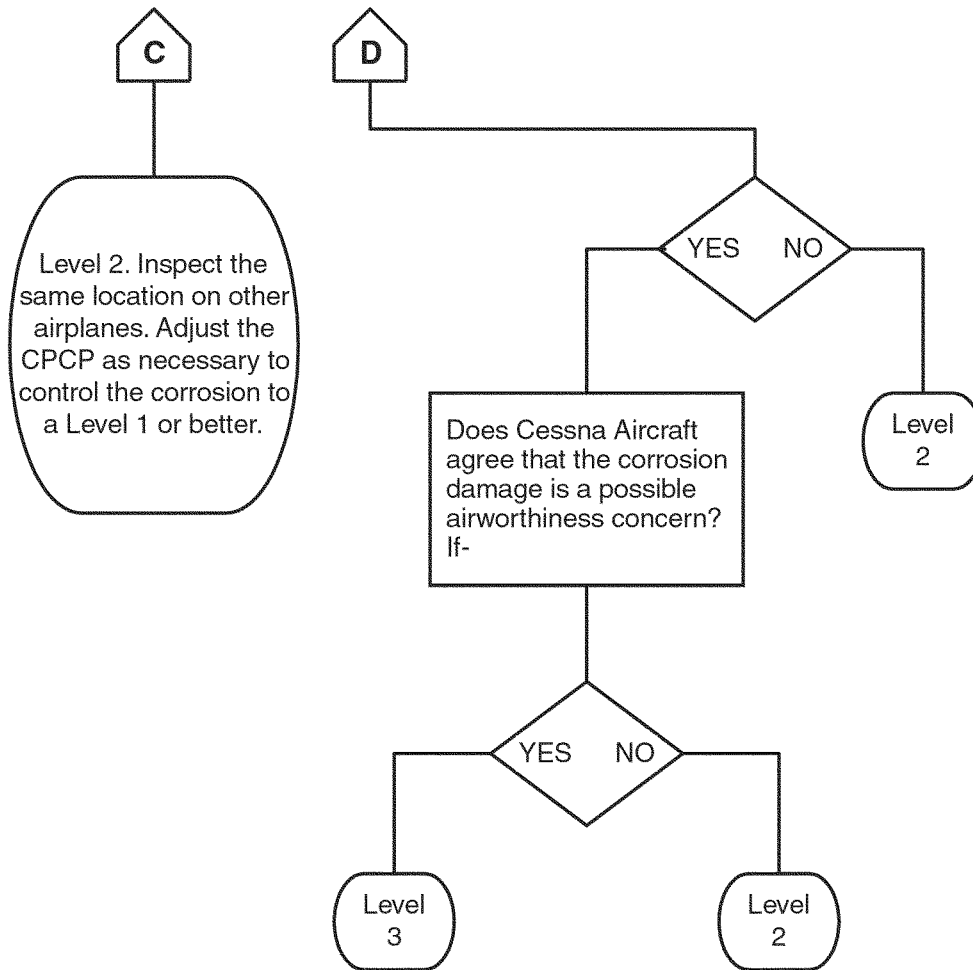 C
D
Level 2. Inspect the
same location on other
airplanes. Adjust the
CPCP as necessary to
control the corrosion to
a Level 1 or better.
YES NO
Level
2
Does Cessna Aircraft
agree that the corrosion
damage is a possible
airworthiness concern?
If-
YES NO
Level
3
Level
2